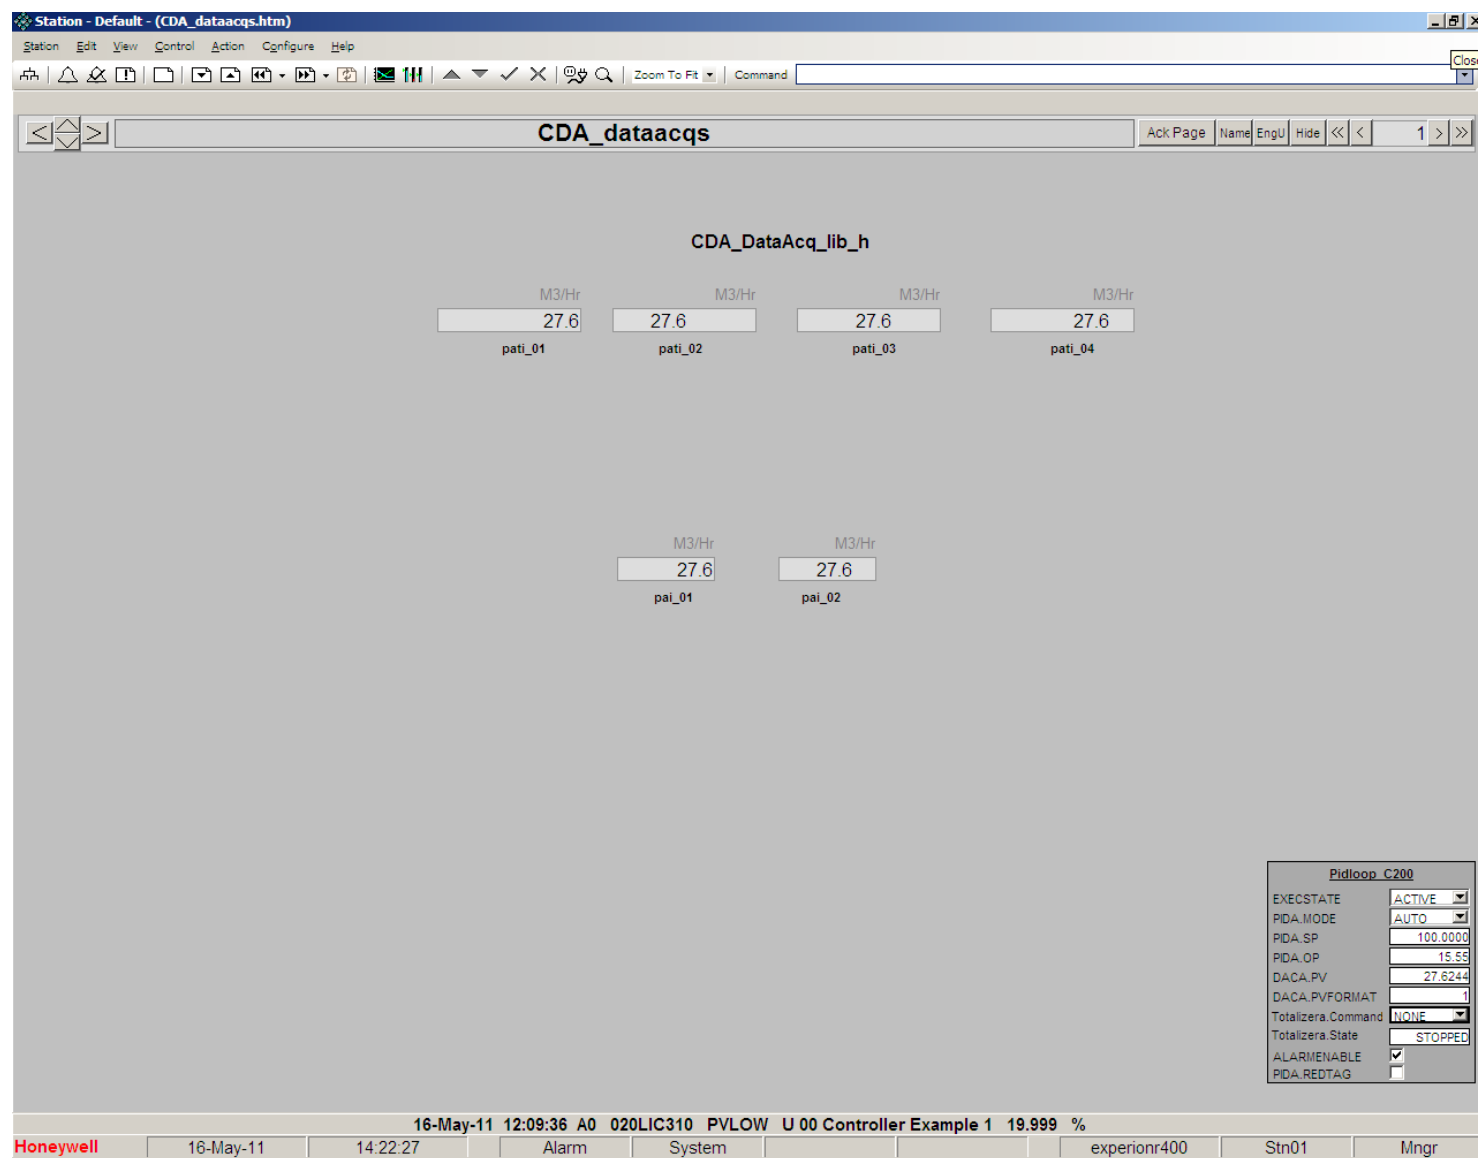 Station - Default - (CDA_dataacqs.htm)
Station Edit View Control Action Configure Help
Zoom To Fit Command Close
CDA_dataacqs Ack Page Name EngU Hide << < 1 > >>
CDA_DataAcq_lib_h
M3/Hr M3/Hr M3/Hr M3/Hr
27.6 27.6 27.6 27.6
pati_01 pati_02 pati_03 pati_04
M3/Hr M3/Hr
27.6 27.6
pai_01 pai_02
Pidloop_C200
EXECSTATE ACTIVE
PIDA.MODE AUTO
PIDA.SP 100.0000
PIDA.OP 15.55
DACA.PV 27.6244
DACA.PVFORMAT 1
Totalizera.Command NONE
Totalizera.State STOPPED
ALARMENABLE
PIDA.REDTAG
16-May-11 12:09:36 A0 020LIC310 PVLOW U 00 Controller Example 1 19.999 %
Honeywell 16-May-11 14:22:27 Alarm System experionr400 Stn01 Mngr